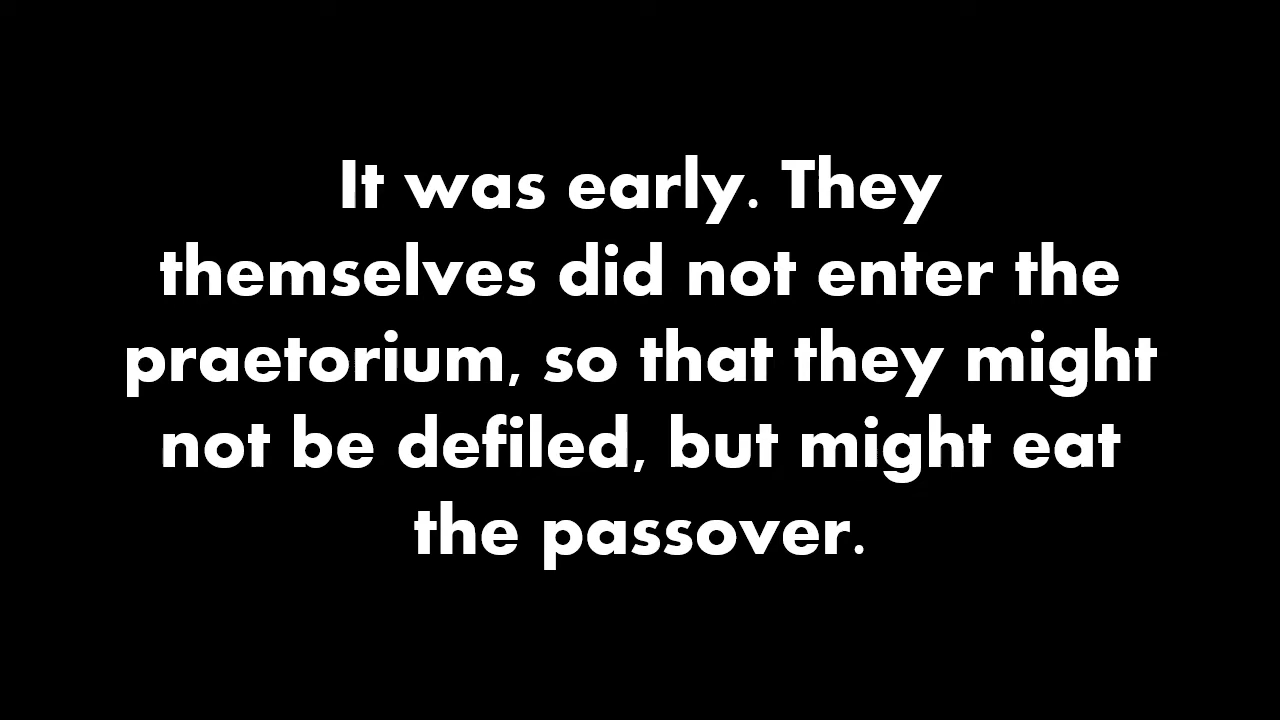 It was early. They
themselves did not enter the
praetorium, so that they might
not be defiled, but might eat
the passover.